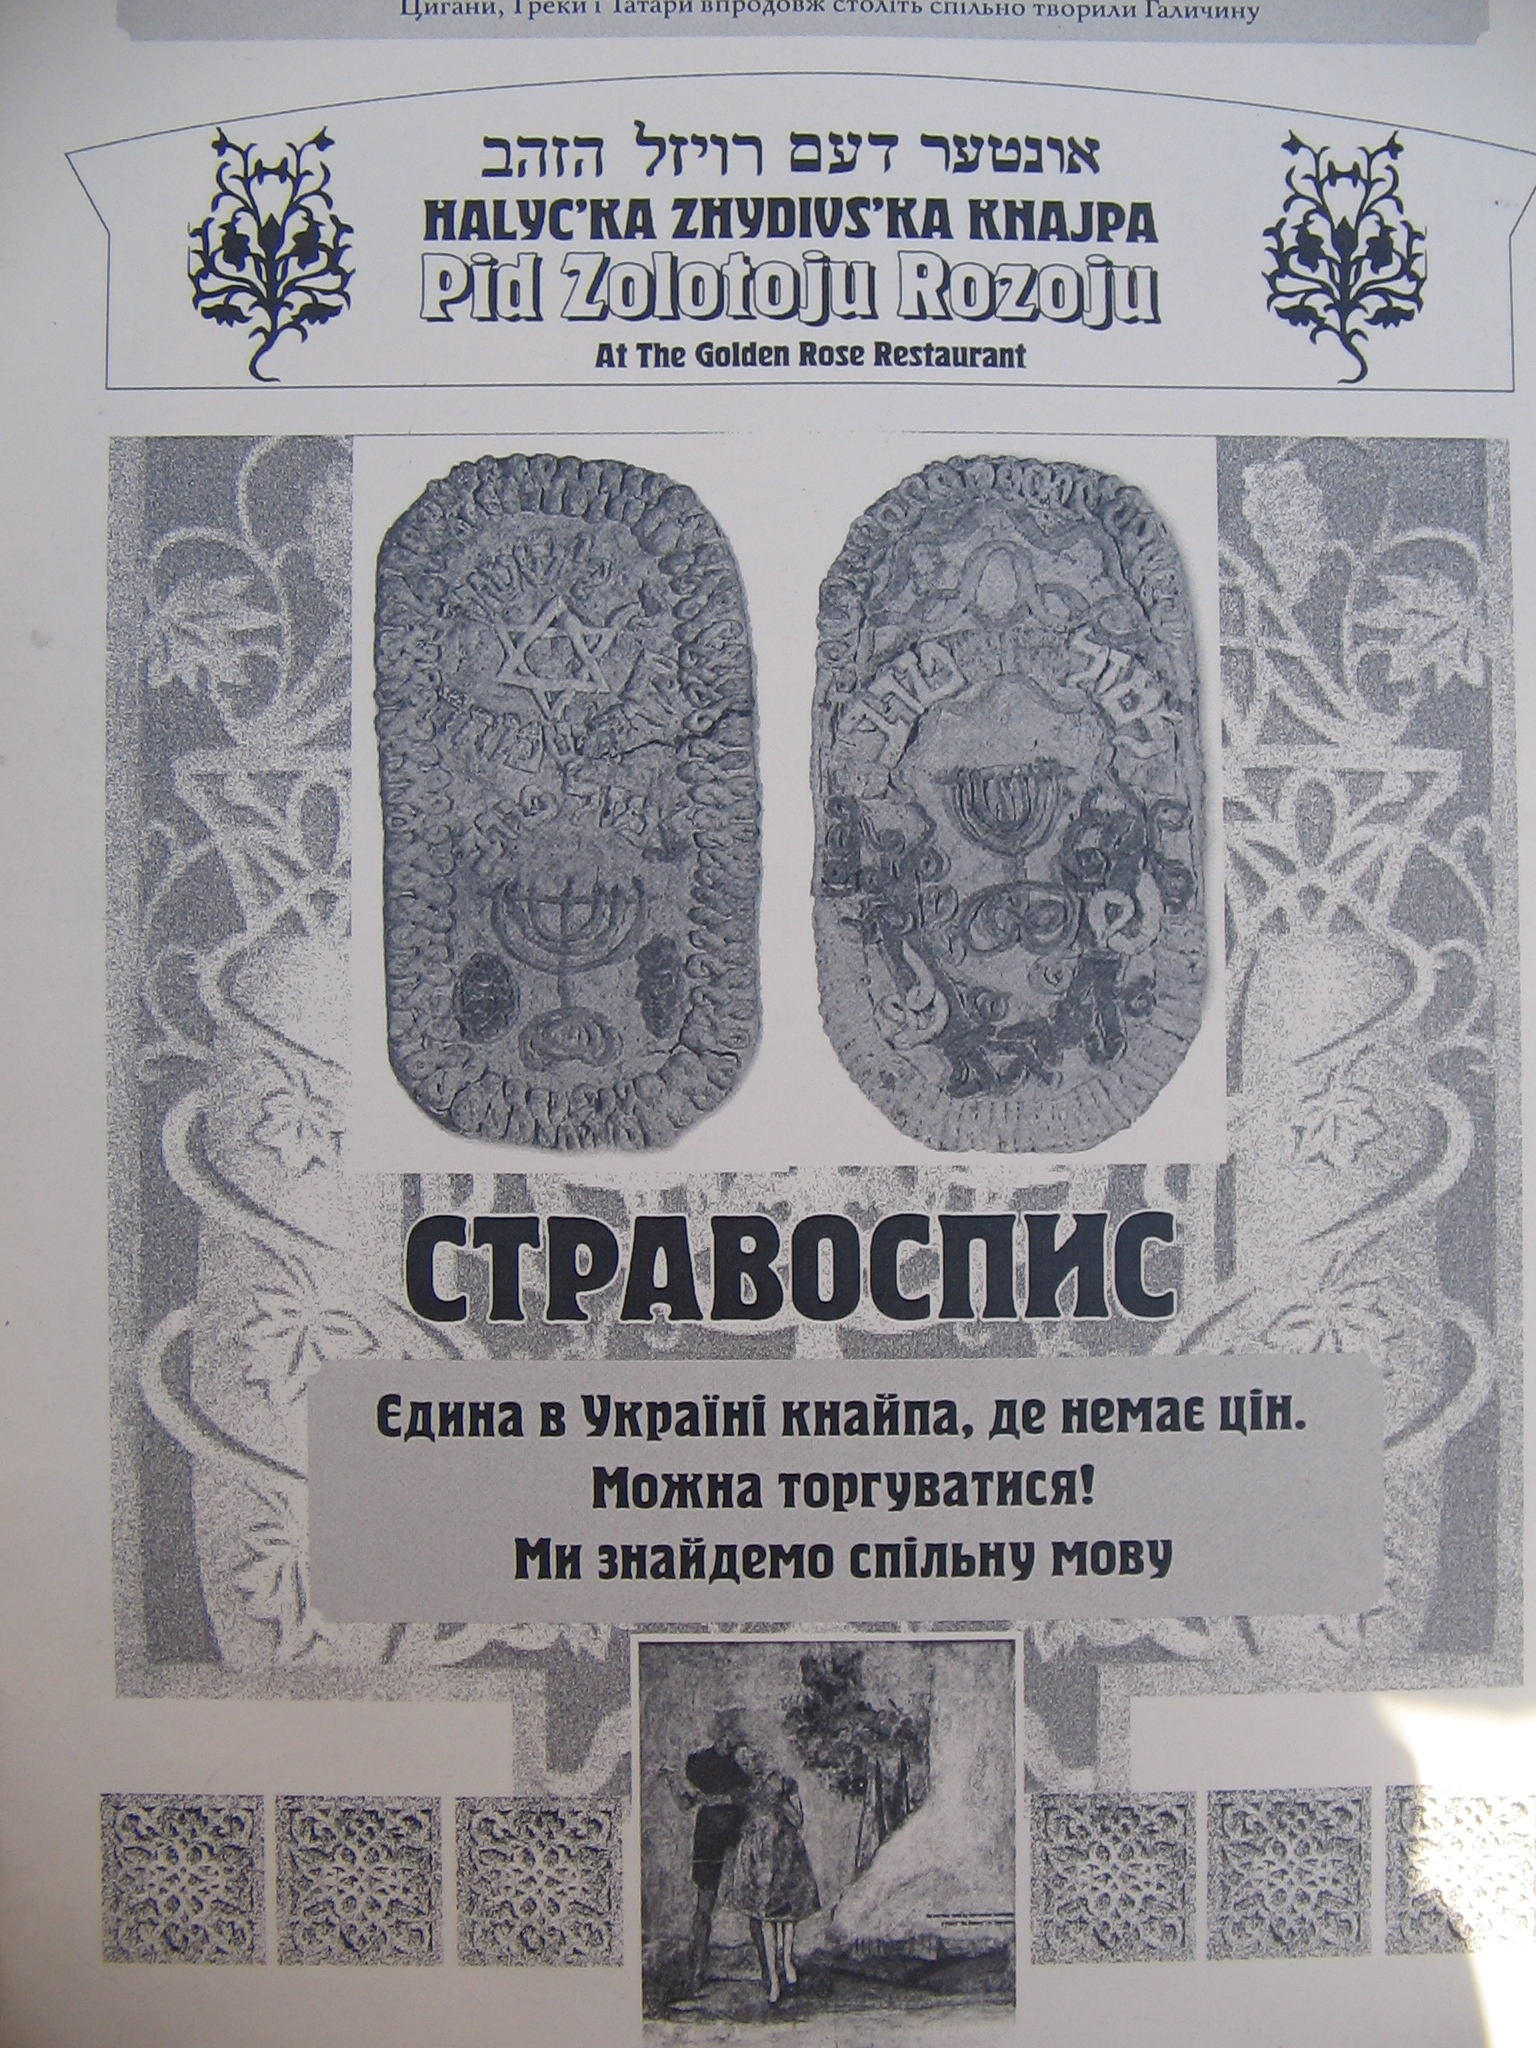 Цигани, Греки і Татари впродовж століть спільно творили Галичину
אונטער דעם רויזל הזהב
HALYC'KA ZHYDIVS'KA KNAJPA
Pid Zolotoju Rozoju
At The Golden Rose Restaurant
СТРАВОСПИС
Єдина в Україні кнайпа, де немає цін.
Можна торгуватися!
Ми знайдемо спільну мову